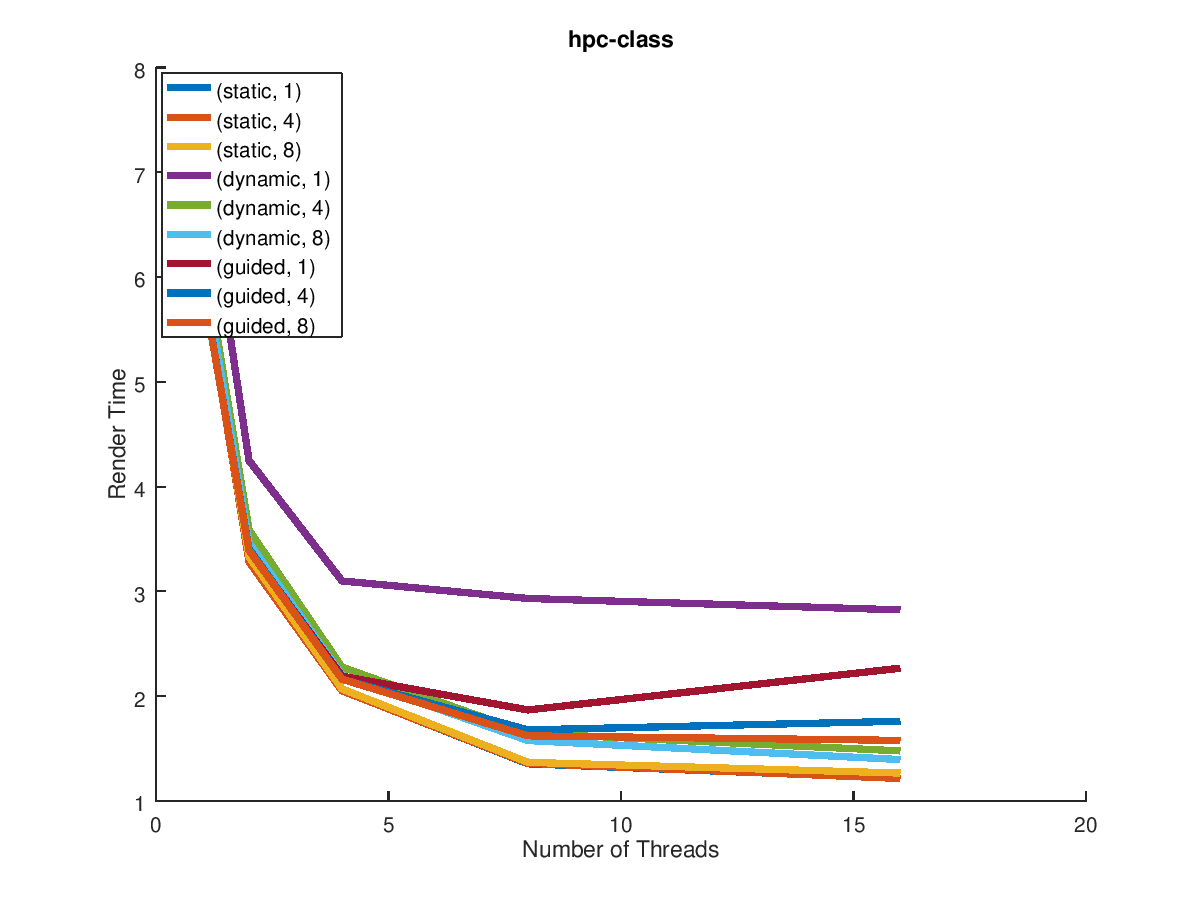 hpc-class
8
7
6
5
4
3
2
1
Render Time
(static, 1)
(static, 4)
(static, 8)
(dynamic, 1)
(dynamic, 4)
(dynamic, 8)
(guided, 1)
(guided, 4)
(guided, 8)
0 5 10 15 20
Number of Threads